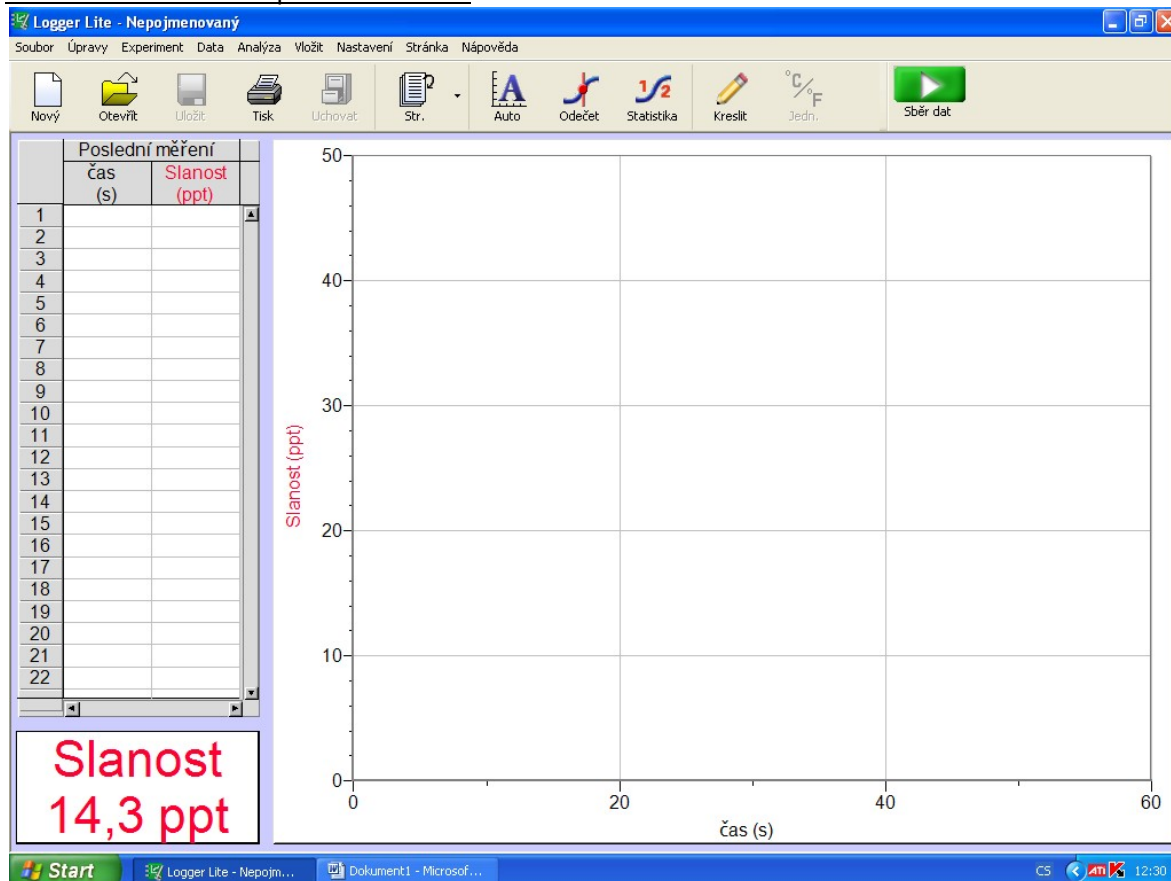 Logger Lite - Nepojmenovaný
Soubor Úpravy Experiment Data Analýza Vložit Nastavení Stránka Nápověda
Nový Otevřít Uložit Tisk Uchovat Str. Auto Odečet Statistika Kreslit Jedn. Sběr dat
°C/°F
Poslední měření
čas
(s)
Slanost
(ppt)
1
2
3
4
5
6
7
8
9
10
11
12
13
14
15
16
17
18
19
20
21
22
Slanost
14,3 ppt
50
40
30
20
10
0
Slanost (ppt)
0 20 40 60
čas (s)
Start Logger Lite - Nepojm... Dokument1 - Microsof... CS ATI K 12:30